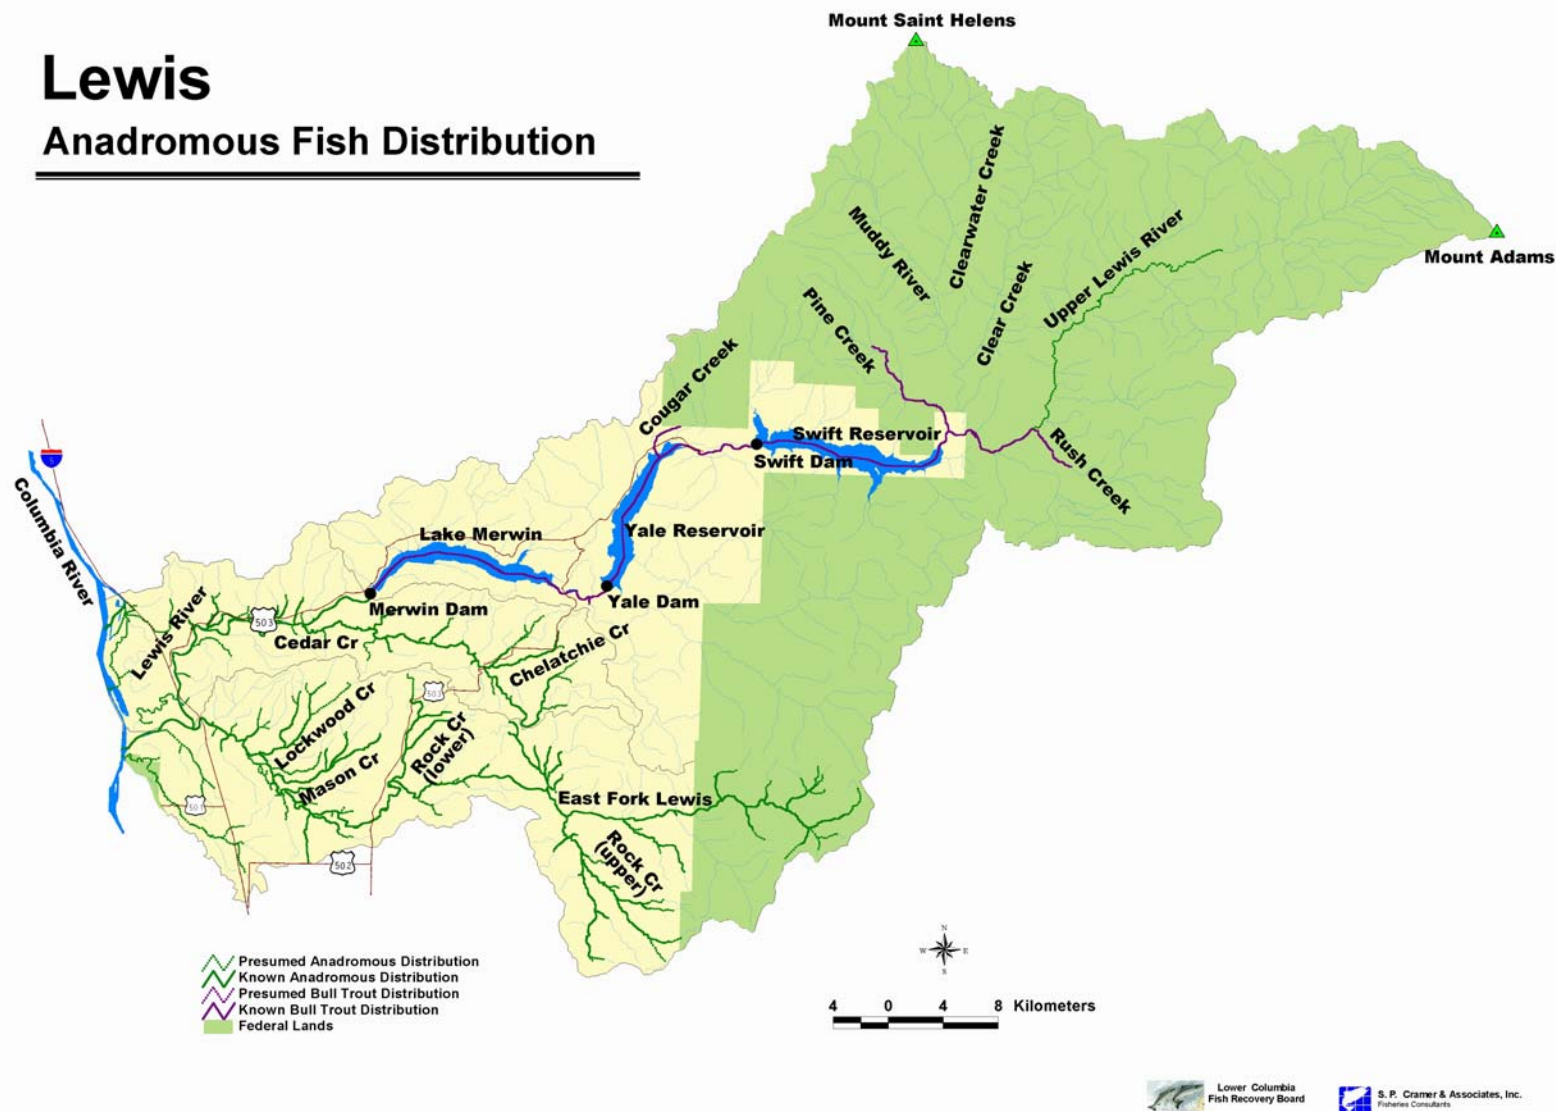 Mount Saint Helens
Lewis
Anadromous Fish Distribution
Clearwater Creek
Muddy River
Upper Lewis River
Mount Adams
Clear Creek
Pine Creek
Cougar Creek
Swift Reservoir
Swift Dam
Rush Creek
5
Columbia River
Lake Merwin
Yale Reservoir
Lewis River
Merwin Dam
Yale Dam
503
Cedar Cr
Chelatchie Cr
503
Lockwood Cr
Rock Cr
(lower)
Mason Cr
East Fork Lewis
501
Rock Cr
(upper)
502
N
W
E
S
Presumed Anadromous Distribution
Known Anadromous Distribution
Presumed Bull Trout Distribution
Known Bull Trout Distribution
Federal Lands
4 0 4 8 Kilometers
Lower Columbia
Fish Recovery Board
S. P. Cramer & Associates, Inc.
Fisheries Consultants